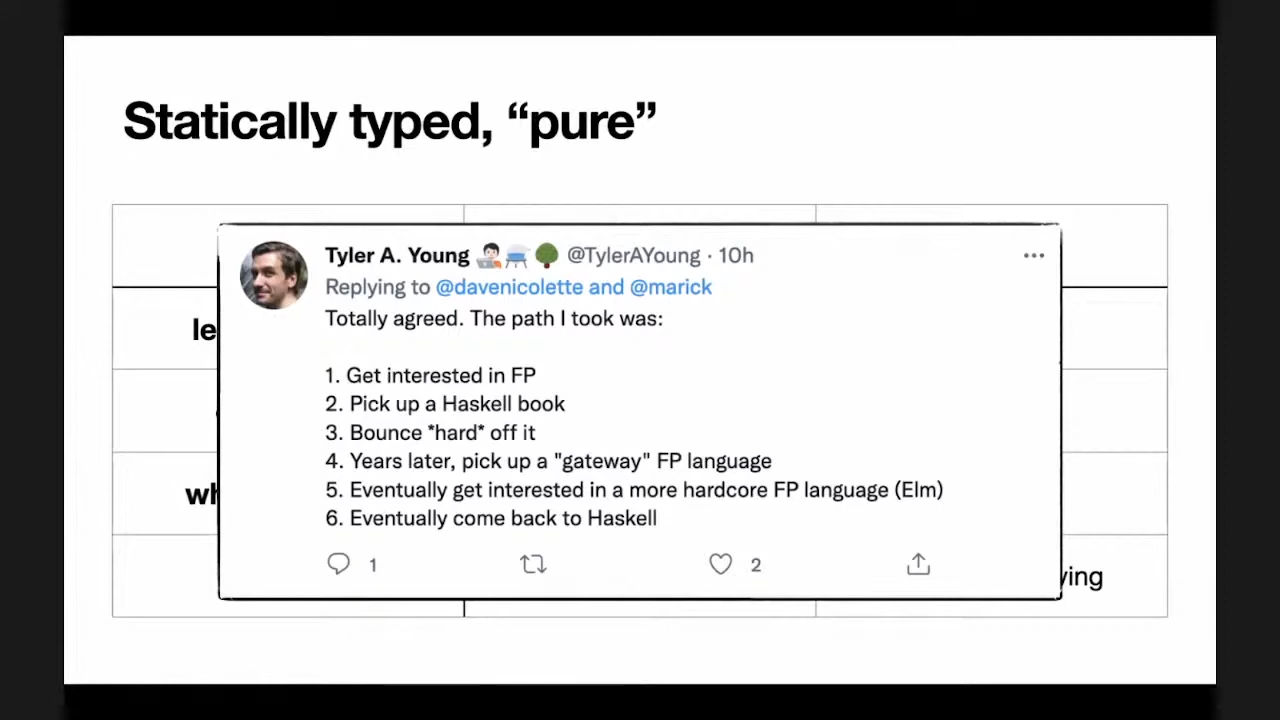 Statically typed, “pure”
Tyler A. Young 👨🏻‍💻🌳 @TylerAYoung · 10h
Replying to @davenicolette and @marick
Totally agreed. The path I took was:
1. Get interested in FP
2. Pick up a Haskell book
3. Bounce *hard* off it
4. Years later, pick up a "gateway" FP language
5. Eventually get interested in a more hardcore FP language (Elm)
6. Eventually come back to Haskell
1
2
le
wh
ying